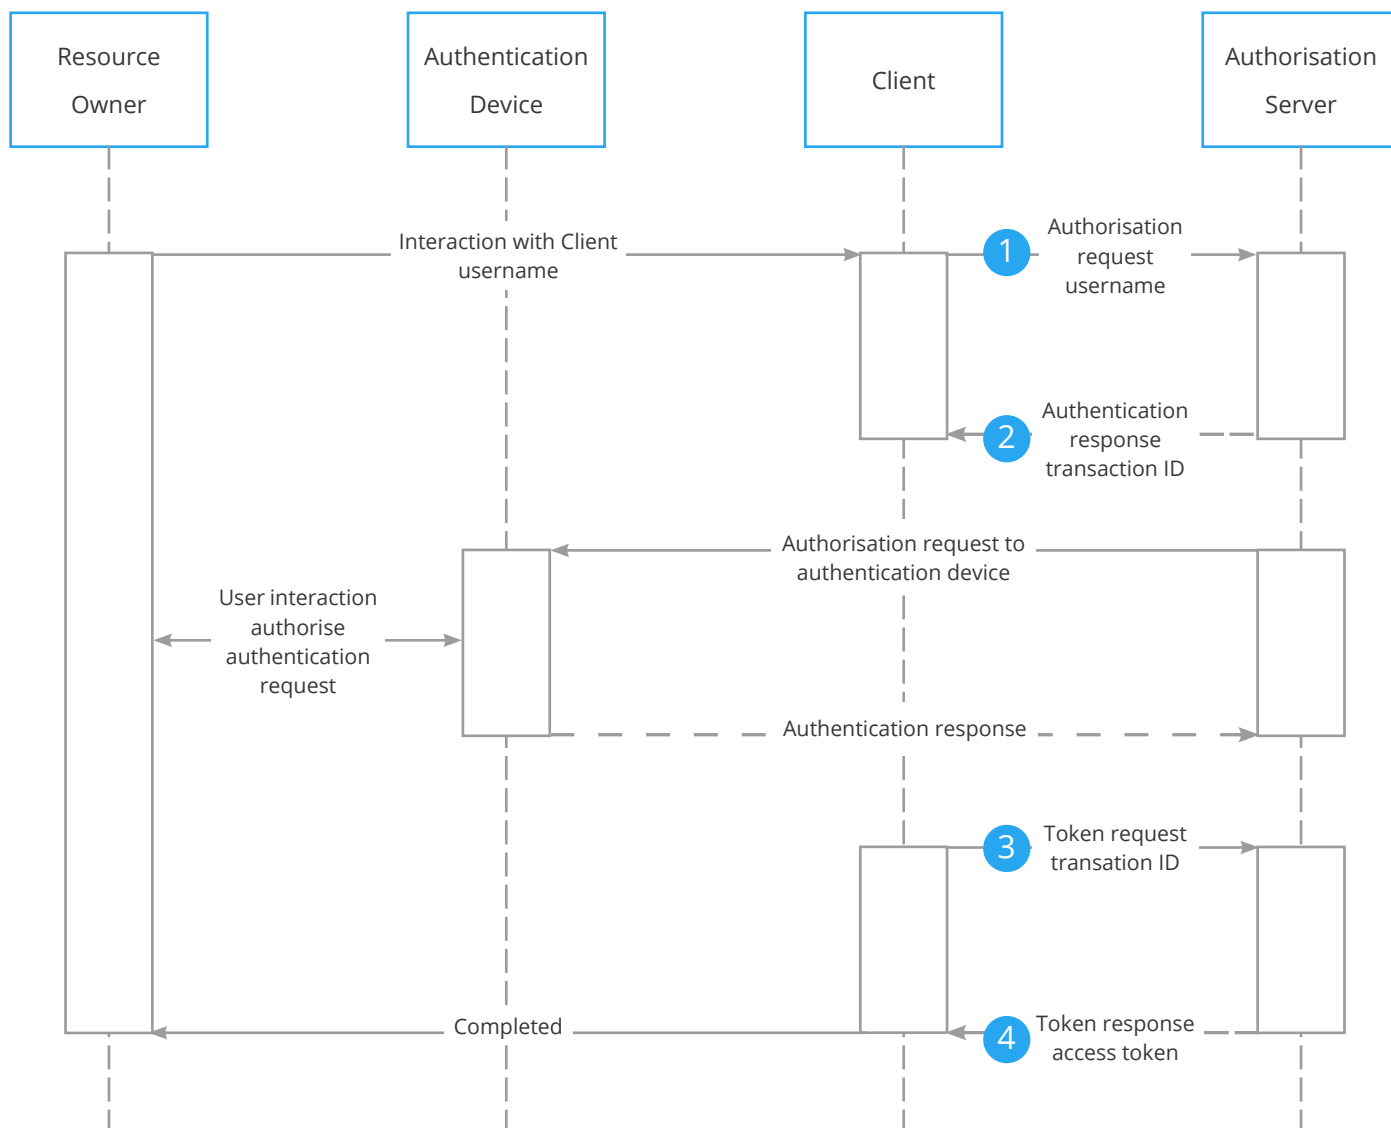 Resource
Owner
Authentication
Device
Client
Authorisation
Server
Interaction with Client
username
1
Authorisation
request
username
2
Authentication
response
transaction ID
Authorisation request to
authentication device
User interaction
authorise
authentication
request
Authentication response
3
Token request
transation ID
Completed
4
Token response
access token